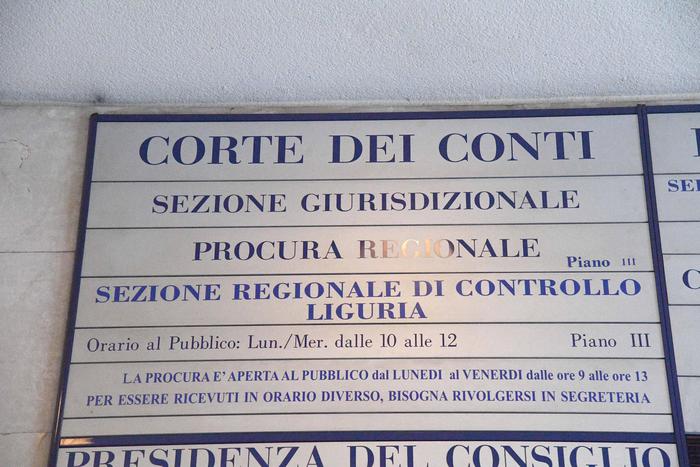 CORTE DEI CONTI
SEZIONE GIURISDIZIONALE
PROCURA REGIONALE
Piano III
SEZIONE REGIONALE DI CONTROLLO
LIGURIA
Orario al Pubblico: Lun./Mer. dalle 10 alle 12 Piano III
LA PROCURA E' APERTA AL PUBBLICO dal LUNEDI al VENERDI dalle ore 9 alle ore 13
PER ESSERE RICEVUTI IN ORARIO DIVERSO, BISOGNA RIVOLGERSI IN SEGRETERIA
PRESIDENZA DEL CONSIGLIO